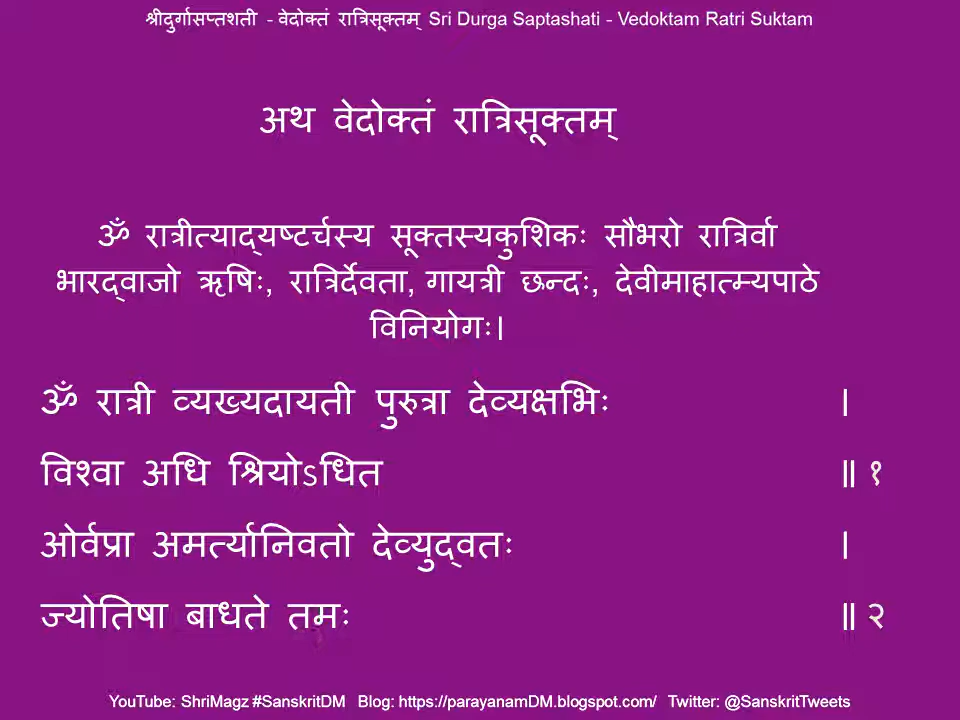 श्रीदुर्गासप्तशती - वेदोक्तं रात्रिसूक्तम् Sri Durga Saptashati - Vedoktam Ratri Suktam
अथ वेदोक्तं रात्रिसूक्तम्
ॐ रात्रीत्याद्यष्टर्चस्य सूक्तस्यकुशिकः सौभरो रात्रिर्वा
भारद्वाजो ऋषिः, रात्रिर्देवता, गायत्री छन्दः, देवीमाहात्म्यपाठे
विनियोगः।
ॐ रात्री व्यख्यदायती पुरुत्रा देव्यक्षभिः ।
विश्वा अधि श्रियोऽधित ॥ १
ओर्वप्रा अमर्त्यानिवतो देव्युद्वतः ।
ज्योतिषा बाधते तमः ॥ २
YouTube: ShriMagz #SanskritDM Blog: https://parayanamDM.blogspot.com/ Twitter: @SanskritTweets